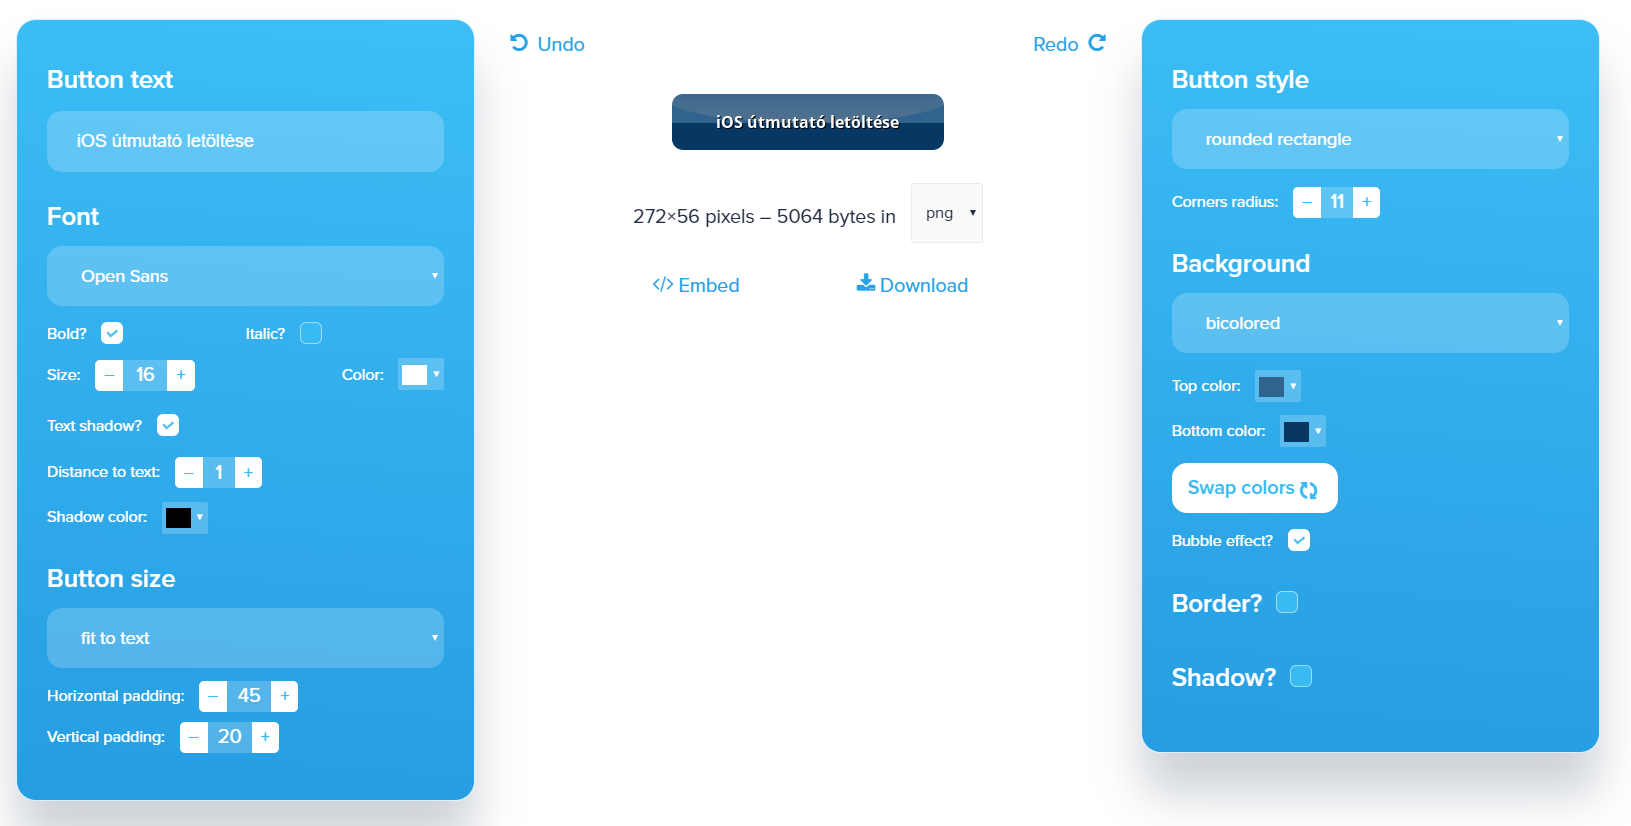 Button text
iOS útmutató letöltése
Font
Open Sans
Bold?
Italic?
Size: – 16 +
Color:
Text shadow?
Distance to text: – 1 +
Shadow color:
Button size
fit to text
Horizontal padding: – 45 +
Vertical padding: – 20 +
Undo
Redo
iOS útmutató letöltése
272×56 pixels – 5064 bytes in png
</> Embed
Download
Button style
rounded rectangle
Corners radius: – 11 +
Background
bicolored
Top color:
Bottom color:
Swap colors
Bubble effect?
Border?
Shadow?